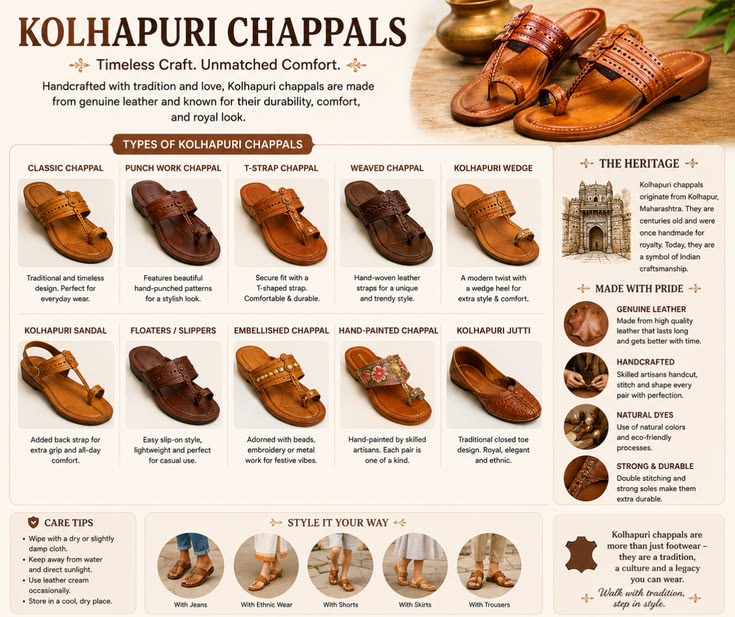 KOLHAPURI CHAPPALS
Timeless Craft. Unmatched Comfort.
Handcrafted with tradition and love, Kolhapuri chappals are made
from genuine leather and known for their durability, comfort,
and royal look.
TYPES OF KOLHAPURI CHAPPALS
CLASSIC CHAPPAL
Traditional and timeless
design. Perfect for
everyday wear.
PUNCH WORK CHAPPAL
Features beautiful
hand-punched patterns
for a stylish look.
T-STRAP CHAPPAL
Secure fit with a
T-shaped strap.
Comfortable & durable.
WEAVED CHAPPAL
Hand-woven leather
straps for a unique
and trendy style.
KOLHAPURI WEDGE
A modern twist with
a wedge heel for
extra style & comfort.
KOLHAPURI SANDAL
Added back strap for
extra grip and all-day
comfort.
FLOATERS / SLIPPERS
Easy slip-on style,
lightweight and perfect
for casual use.
EMBELLISHED CHAPPAL
Adorned with beads,
embroidery or metal
work for festive vibes.
HAND-PAINTED CHAPPAL
Hand-painted by skilled
artisans. Each pair is
one of a kind.
KOLHAPURI JUTTI
Traditional closed toe
design. Royal, elegant
and ethnic.
THE HERITAGE
Kolhapuri chappals
originate from Kolhapur,
Maharashtra. They are
centuries old and were
once handmade for
royalty. Today, they are
a symbol of Indian
craftsmanship.
MADE WITH PRIDE
GENUINE LEATHER
Made from high quality
leather that lasts long
and gets better with time.
HANDCRAFTED
Skilled artisans handcut,
stitch and shape every
pair with perfection.
NATURAL DYES
Use of natural colors
and eco-friendly
processes.
STRONG & DURABLE
Double stitching and
strong soles make them
extra durable.
CARE TIPS
• Wipe with a dry or slightly
damp cloth.
• Keep away from water
and direct sunlight.
• Use leather cream
occasionally.
• Store in a cool, dry place.
STYLE IT YOUR WAY
With Jeans
With Ethnic Wear
With Shorts
With Skirts
With Trousers
Kolhapuri chappals are
more than just footwear –
they are a tradition,
a culture and a legacy
you can wear.
Walk with tradition,
step in style.